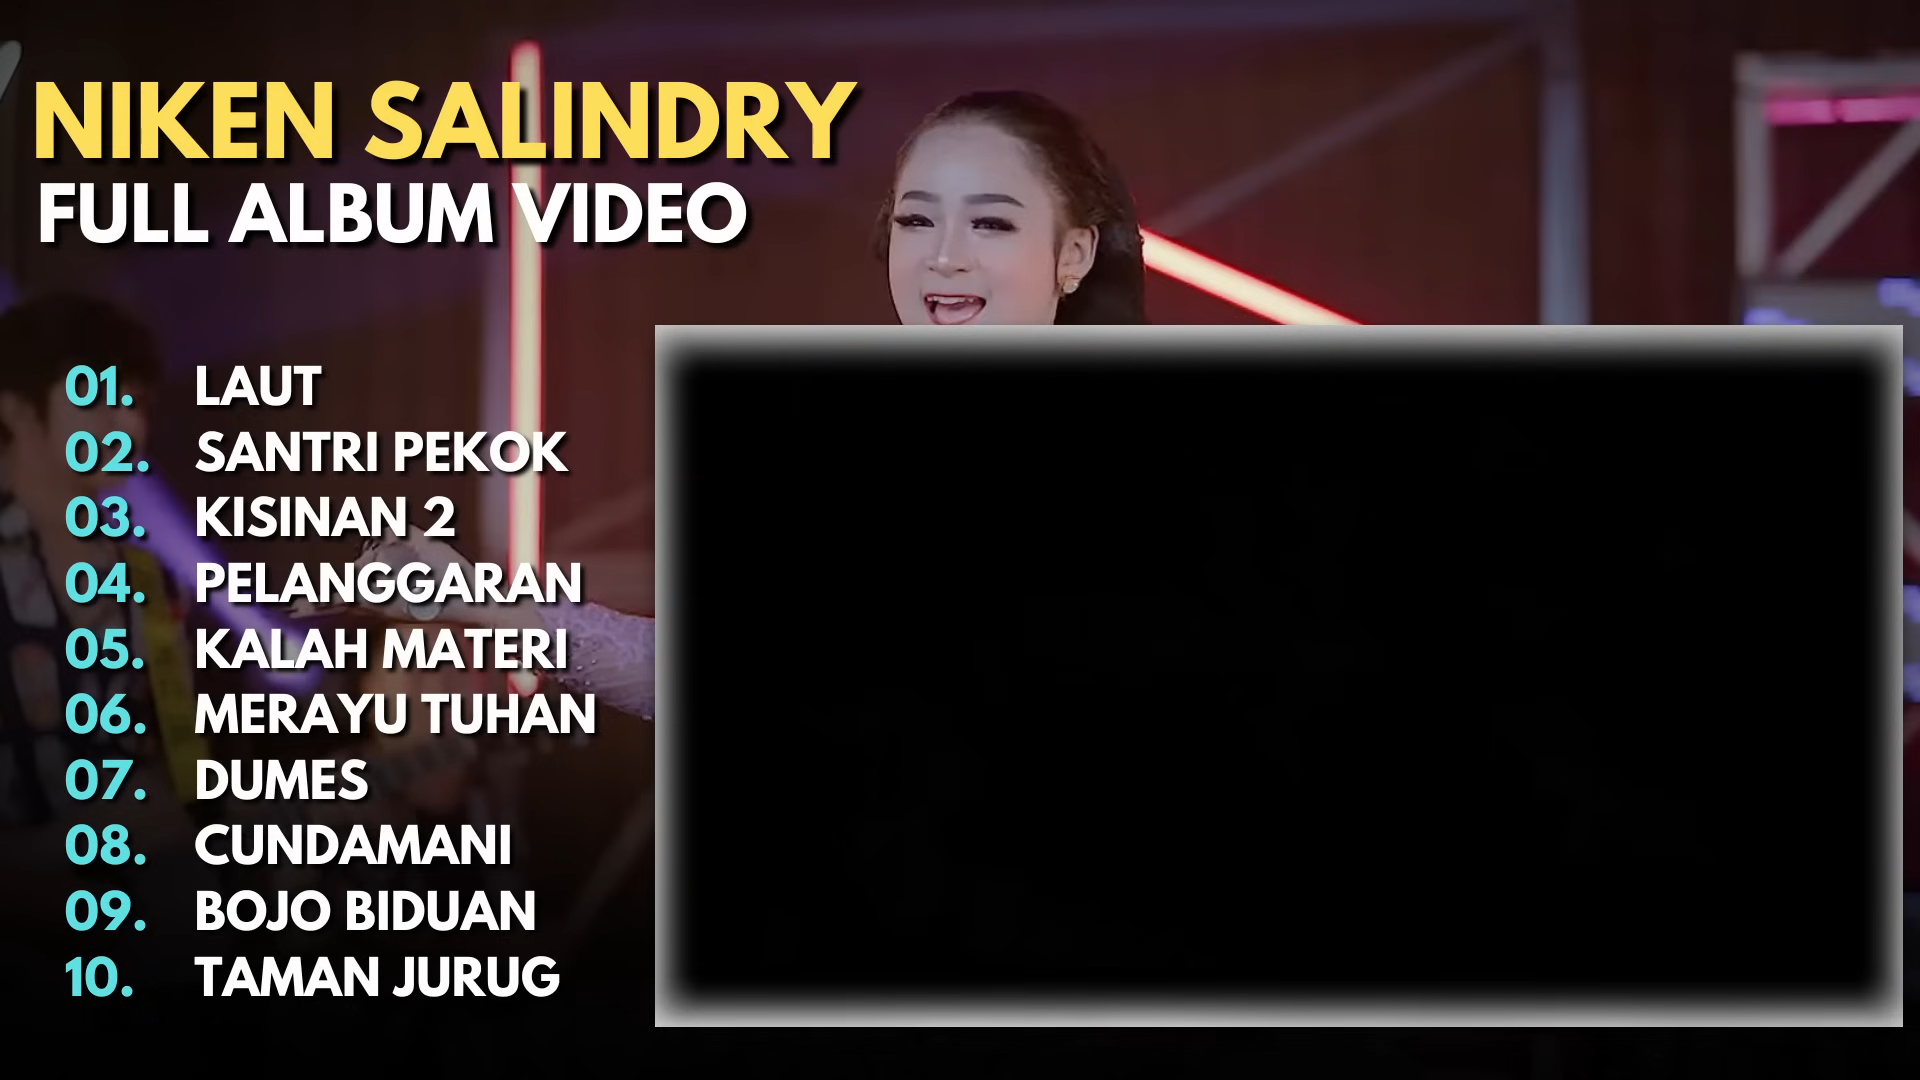 NIKEN SALINDRY
FULL ALBUM VIDEO
01. LAUT
02. SANTRI PEKOK
03. KISINAN 2
04. PELANGGARAN
05. KALAH MATERI
06. MERAYU TUHAN
07. DUMES
08. CUNDAMANI
09. BOJO BIDUAN
10. TAMAN JURUG